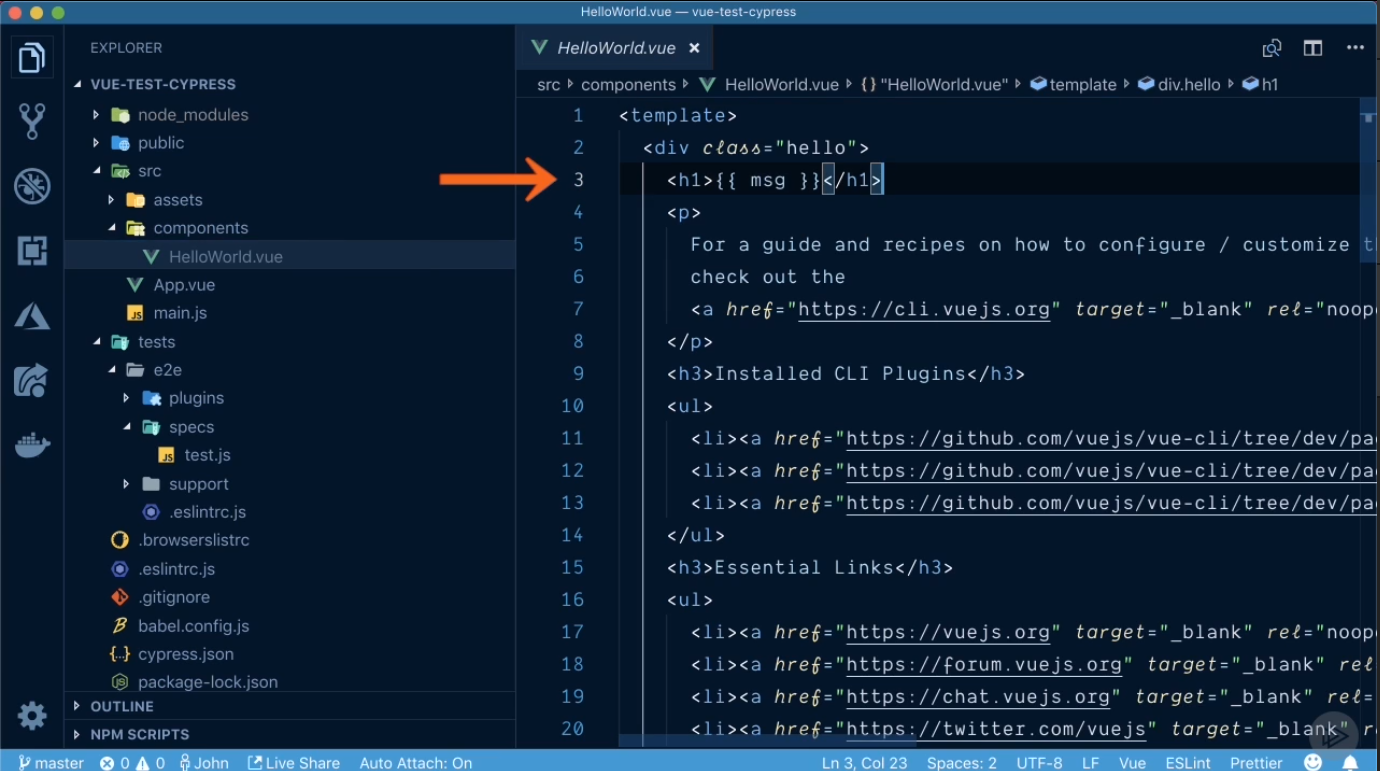 HelloWorld.vue — vue-test-cypress
EXPLORER
VUE-TEST-CYPRESS
node_modules
public
src
assets
components
HelloWorld.vue
App.vue
main.js
tests
e2e
plugins
specs
test.js
support
.eslintrc.js
.browserslistrc
.eslintrc.js
.gitignore
babel.config.js
cypress.json
package-lock.json
OUTLINE
NPM SCRIPTS
HelloWorld.vue ×
src components HelloWorld.vue {} "HelloWorld.vue" template div.hello h1
1 <template>
2 <div class="hello">
3 <h1>{{ msg }}</h1>
4 <p>
5 For a guide and recipes on how to configure / customize
6 check out the
7 <a href="https://cli.vuejs.org" target="_blank" rel="noop
8 </p>
9 <h3>Installed CLI Plugins</h3>
10 <ul>
11 <li><a href="https://github.com/vuejs/vue-cli/tree/dev/pa
12 <li><a href="https://github.com/vuejs/vue-cli/tree/dev/pa
13 <li><a href="https://github.com/vuejs/vue-cli/tree/dev/pa
14 </ul>
15 <h3>Essential Links</h3>
16 <ul>
17 <li><a href="https://vuejs.org" target="_blank" rel="noop
18 <li><a href="https://forum.vuejs.org" target="_blank" rel
19 <li><a href="https://chat.vuejs.org" target="_blank" rel=
20 <li><a href="https://twitter.com/vuejs" target="_blank"
master 0 0 John Live Share Auto Attach: On Ln 3, Col 23 Spaces: 2 UTF-8 LF Vue ESLint Prettier